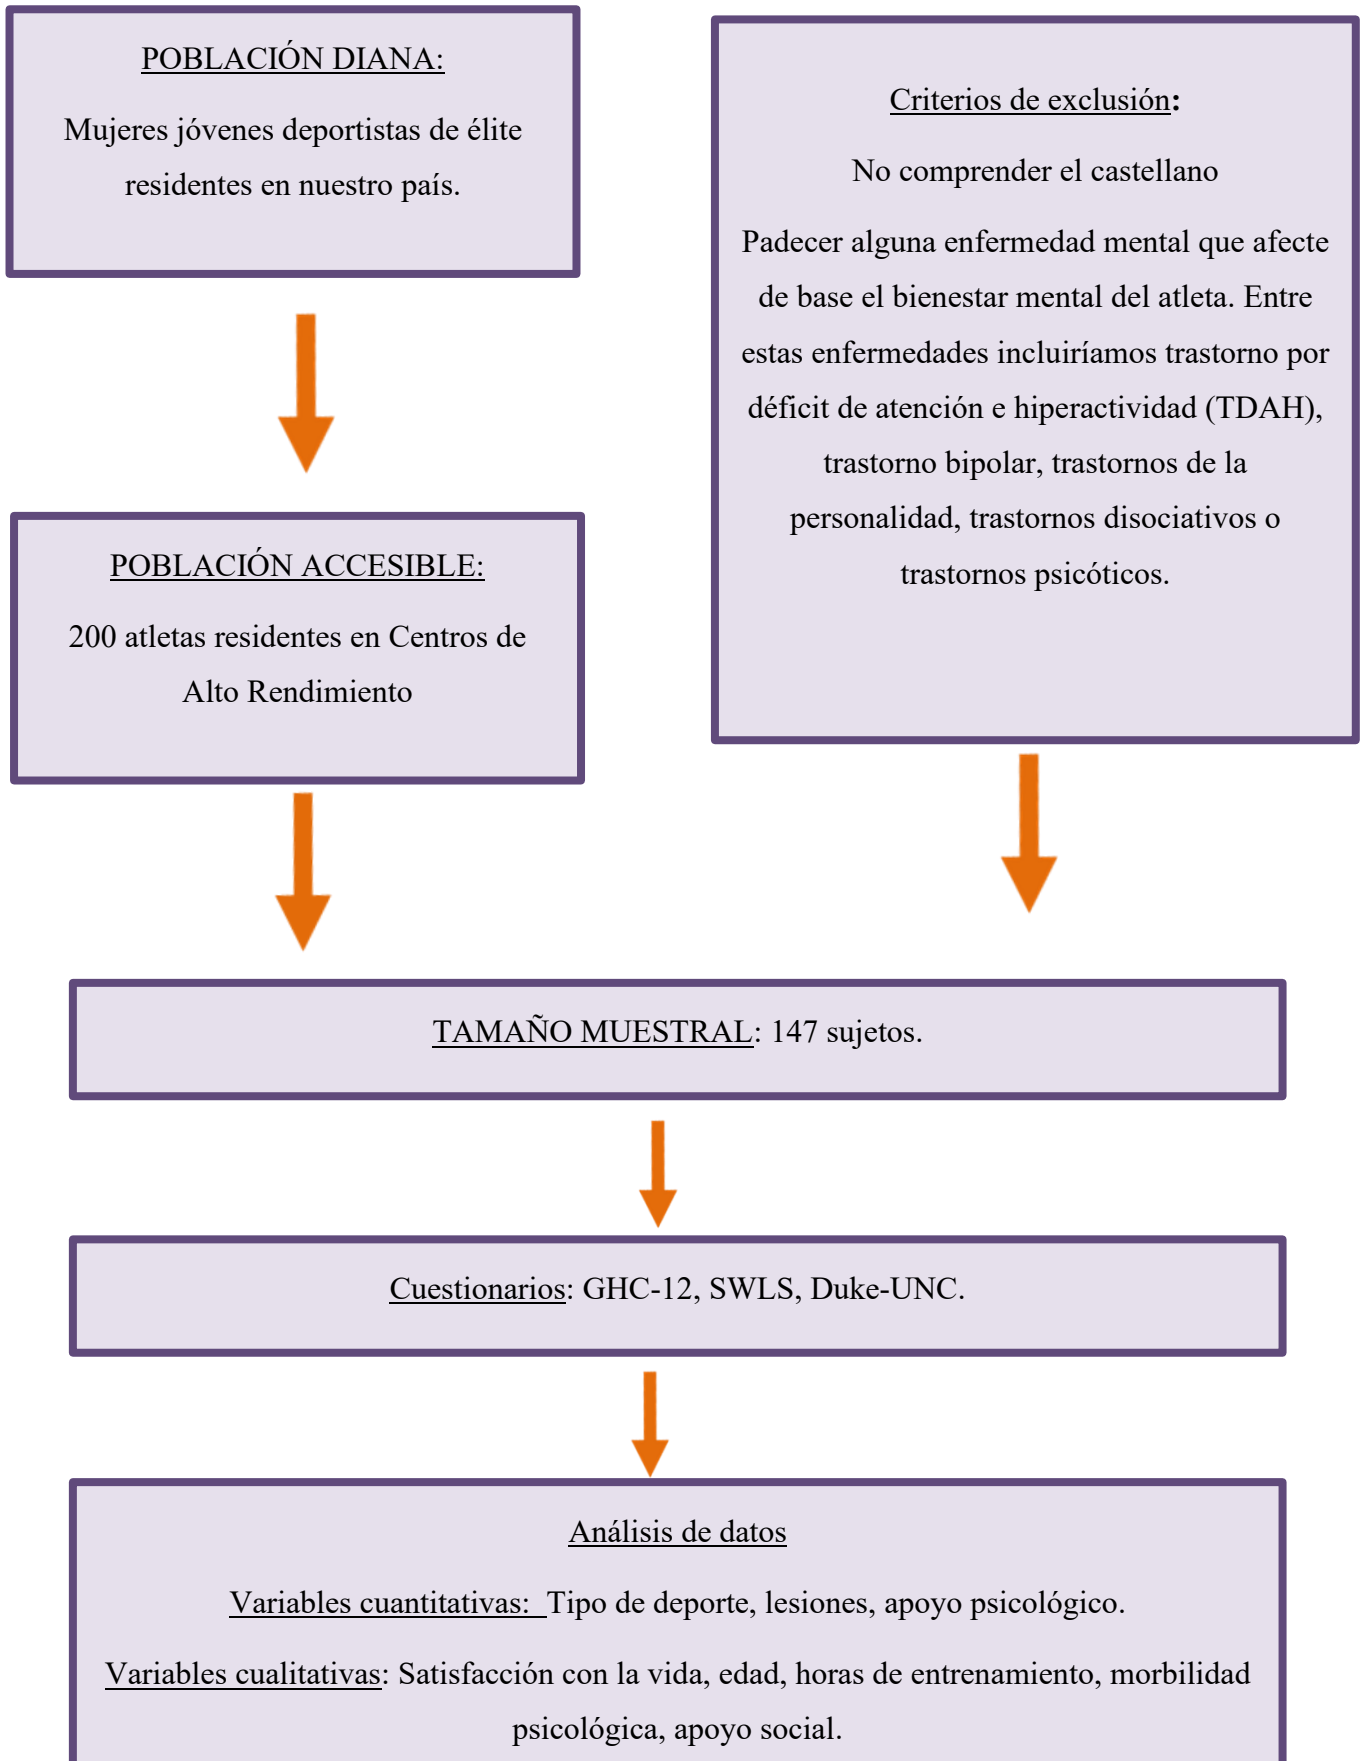 POBLACIÓN DIANA:
Mujeres jóvenes deportistas de élite
residentes en nuestro país.
Criterios de exclusión:
No comprender el castellano
Padecer alguna enfermedad mental que afecte
de base el bienestar mental del atleta. Entre
estas enfermedades incluiríamos trastorno por
déficit de atención e hiperactividad (TDAH),
trastorno bipolar, trastornos de la
personalidad, trastornos disociativos o
trastornos psicóticos.
POBLACIÓN ACCESIBLE:
200 atletas residentes en Centros de
Alto Rendimiento
TAMAÑO MUESTRAL: 147 sujetos.
Cuestionarios: GHC-12, SWLS, Duke-UNC.
Análisis de datos
Variables cuantitativas: Tipo de deporte, lesiones, apoyo psicológico.
Variables cualitativas: Satisfacción con la vida, edad, horas de entrenamiento, morbilidad
psicológica, apoyo social.